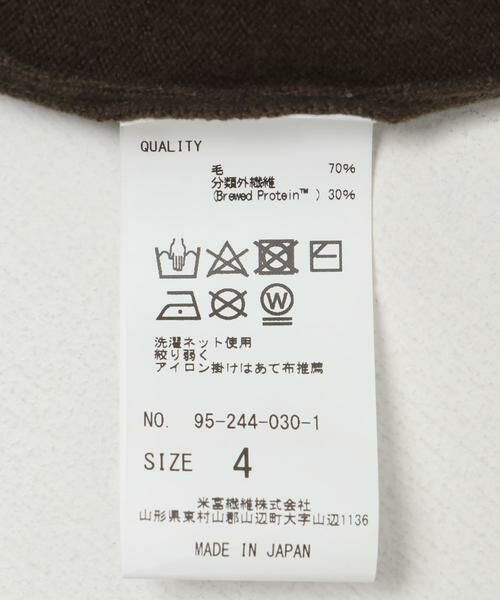 QUALITY
毛 70%
分類外繊維
(Brewed Protein™ ) 30%
W
洗濯ネット使用
絞り弱く
アイロン掛けはあて布推薦
NO. 95-244-030-1
SIZE 4
米富繊維株式会社
山形県東村山郡山辺町大字山辺1136
MADE IN JAPAN